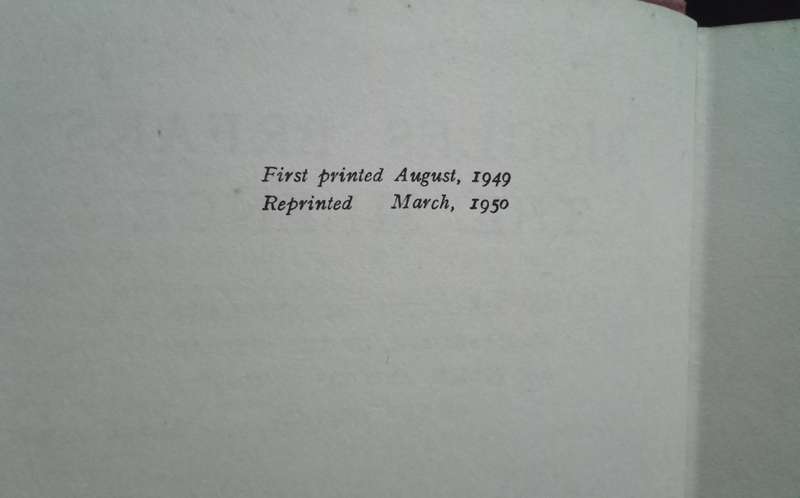 First printed August, 1949
Reprinted March, 1950